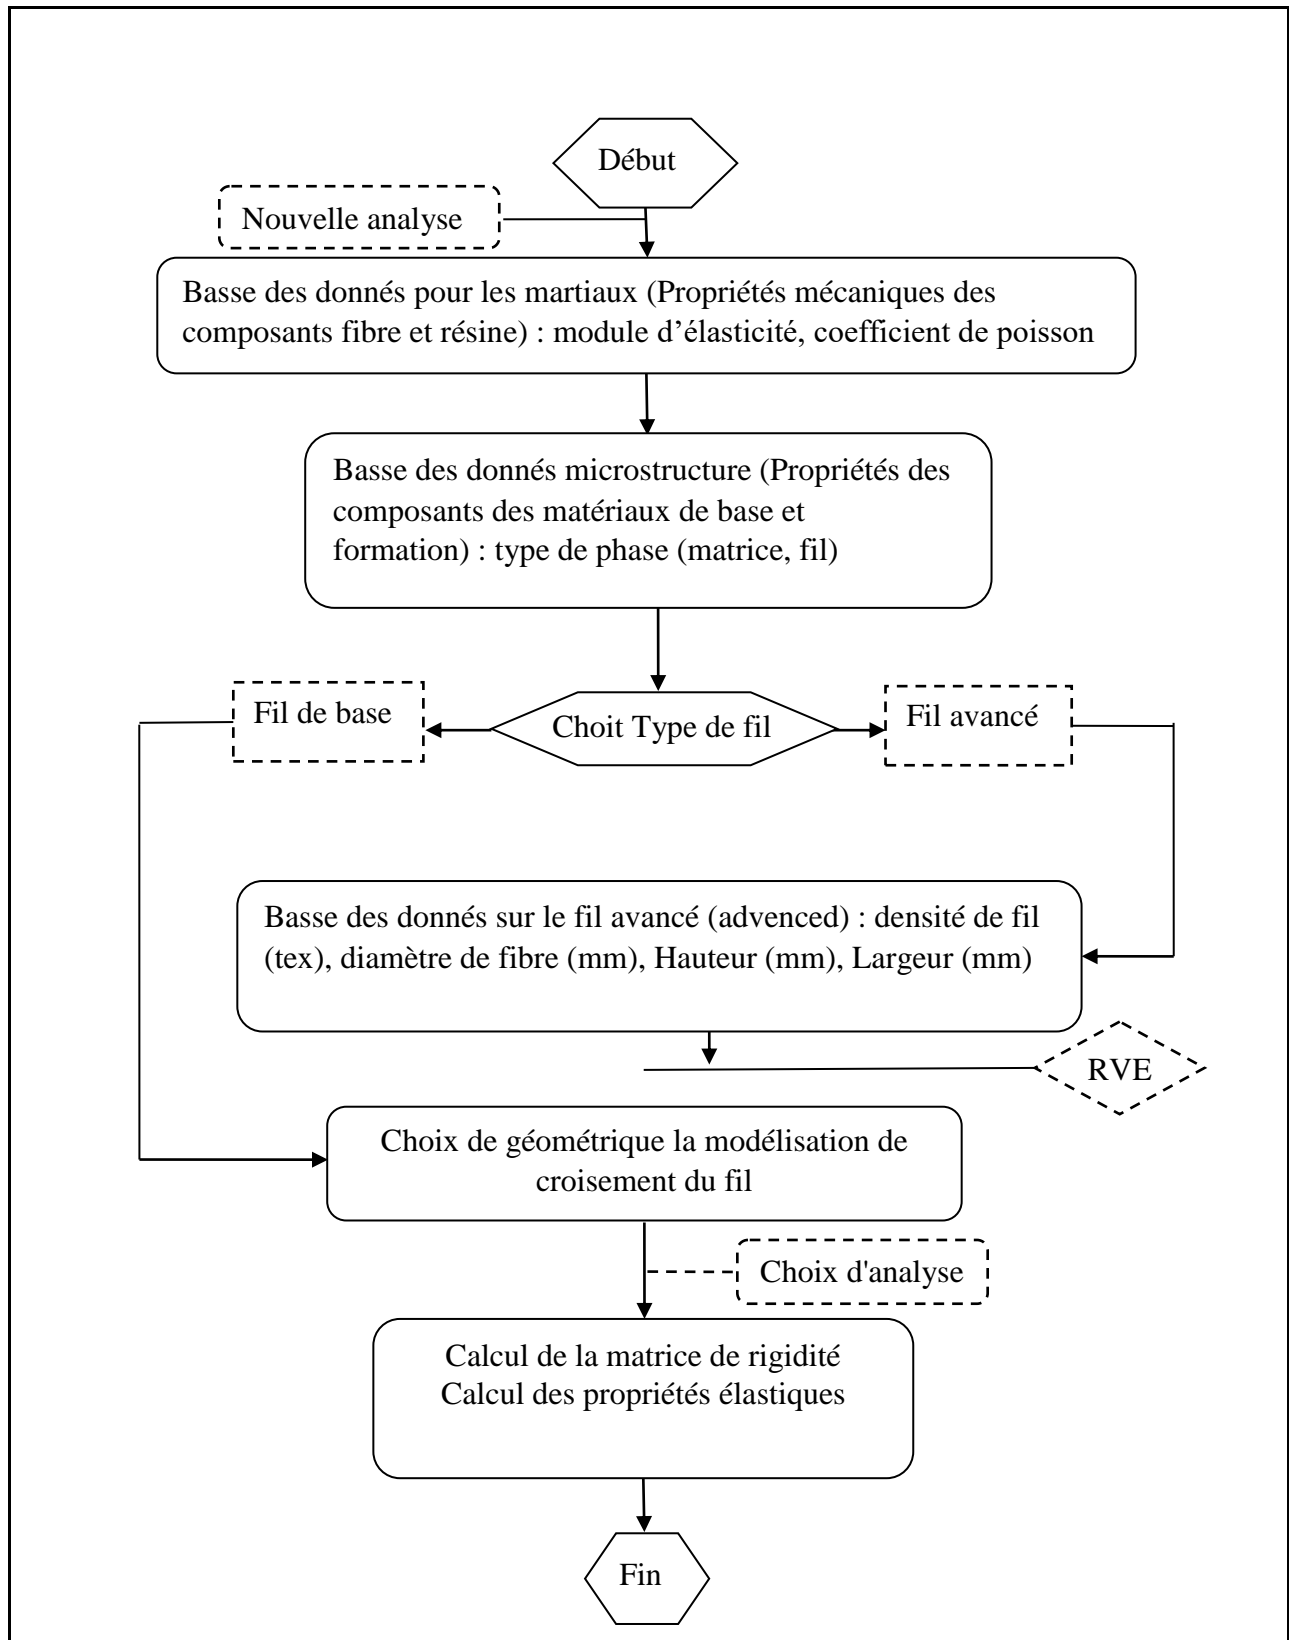 Début
Nouvelle analyse
Basse des donnés pour les martiaux (Propriétés mécaniques des
composants fibre et résine) : module d’élasticité, coefficient de poisson
Basse des donnés microstructure (Propriétés des
composants des matériaux de base et
formation) : type de phase (matrice, fil)
Fil de base
Choit Type de fil
Fil avancé
Basse des donnés sur le fil avancé (advenced) : densité de fil
(tex), diamètre de fibre (mm), Hauteur (mm), Largeur (mm)
RVE
Choix de géométrique la modélisation de
croisement du fil
Choix d'analyse
Calcul de la matrice de rigidité
Calcul des propriétés élastiques
Fin